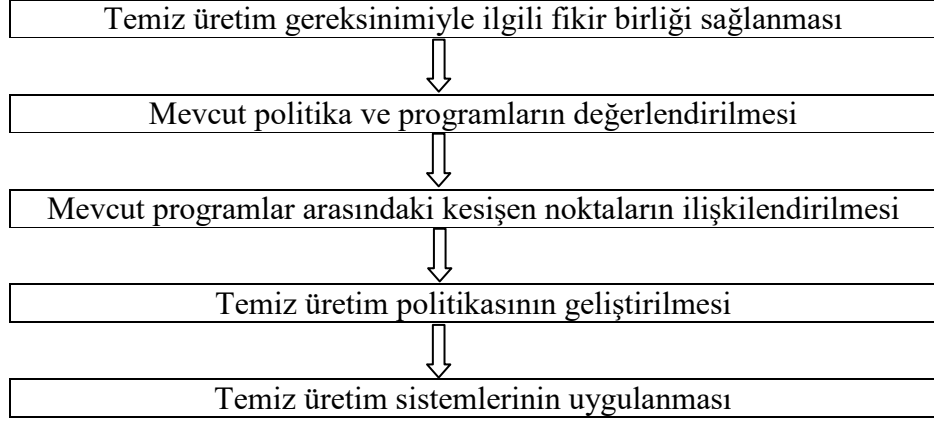 Temiz üretim gereksinimiyle ilgili fikir birliği sağlanması
Mevcut politika ve programların değerlendirilmesi
Mevcut programlar arasındaki kesişen noktaların ilişkilendirilmesi
Temiz üretim politikasının geliştirilmesi
Temiz üretim sistemlerinin uygulanması